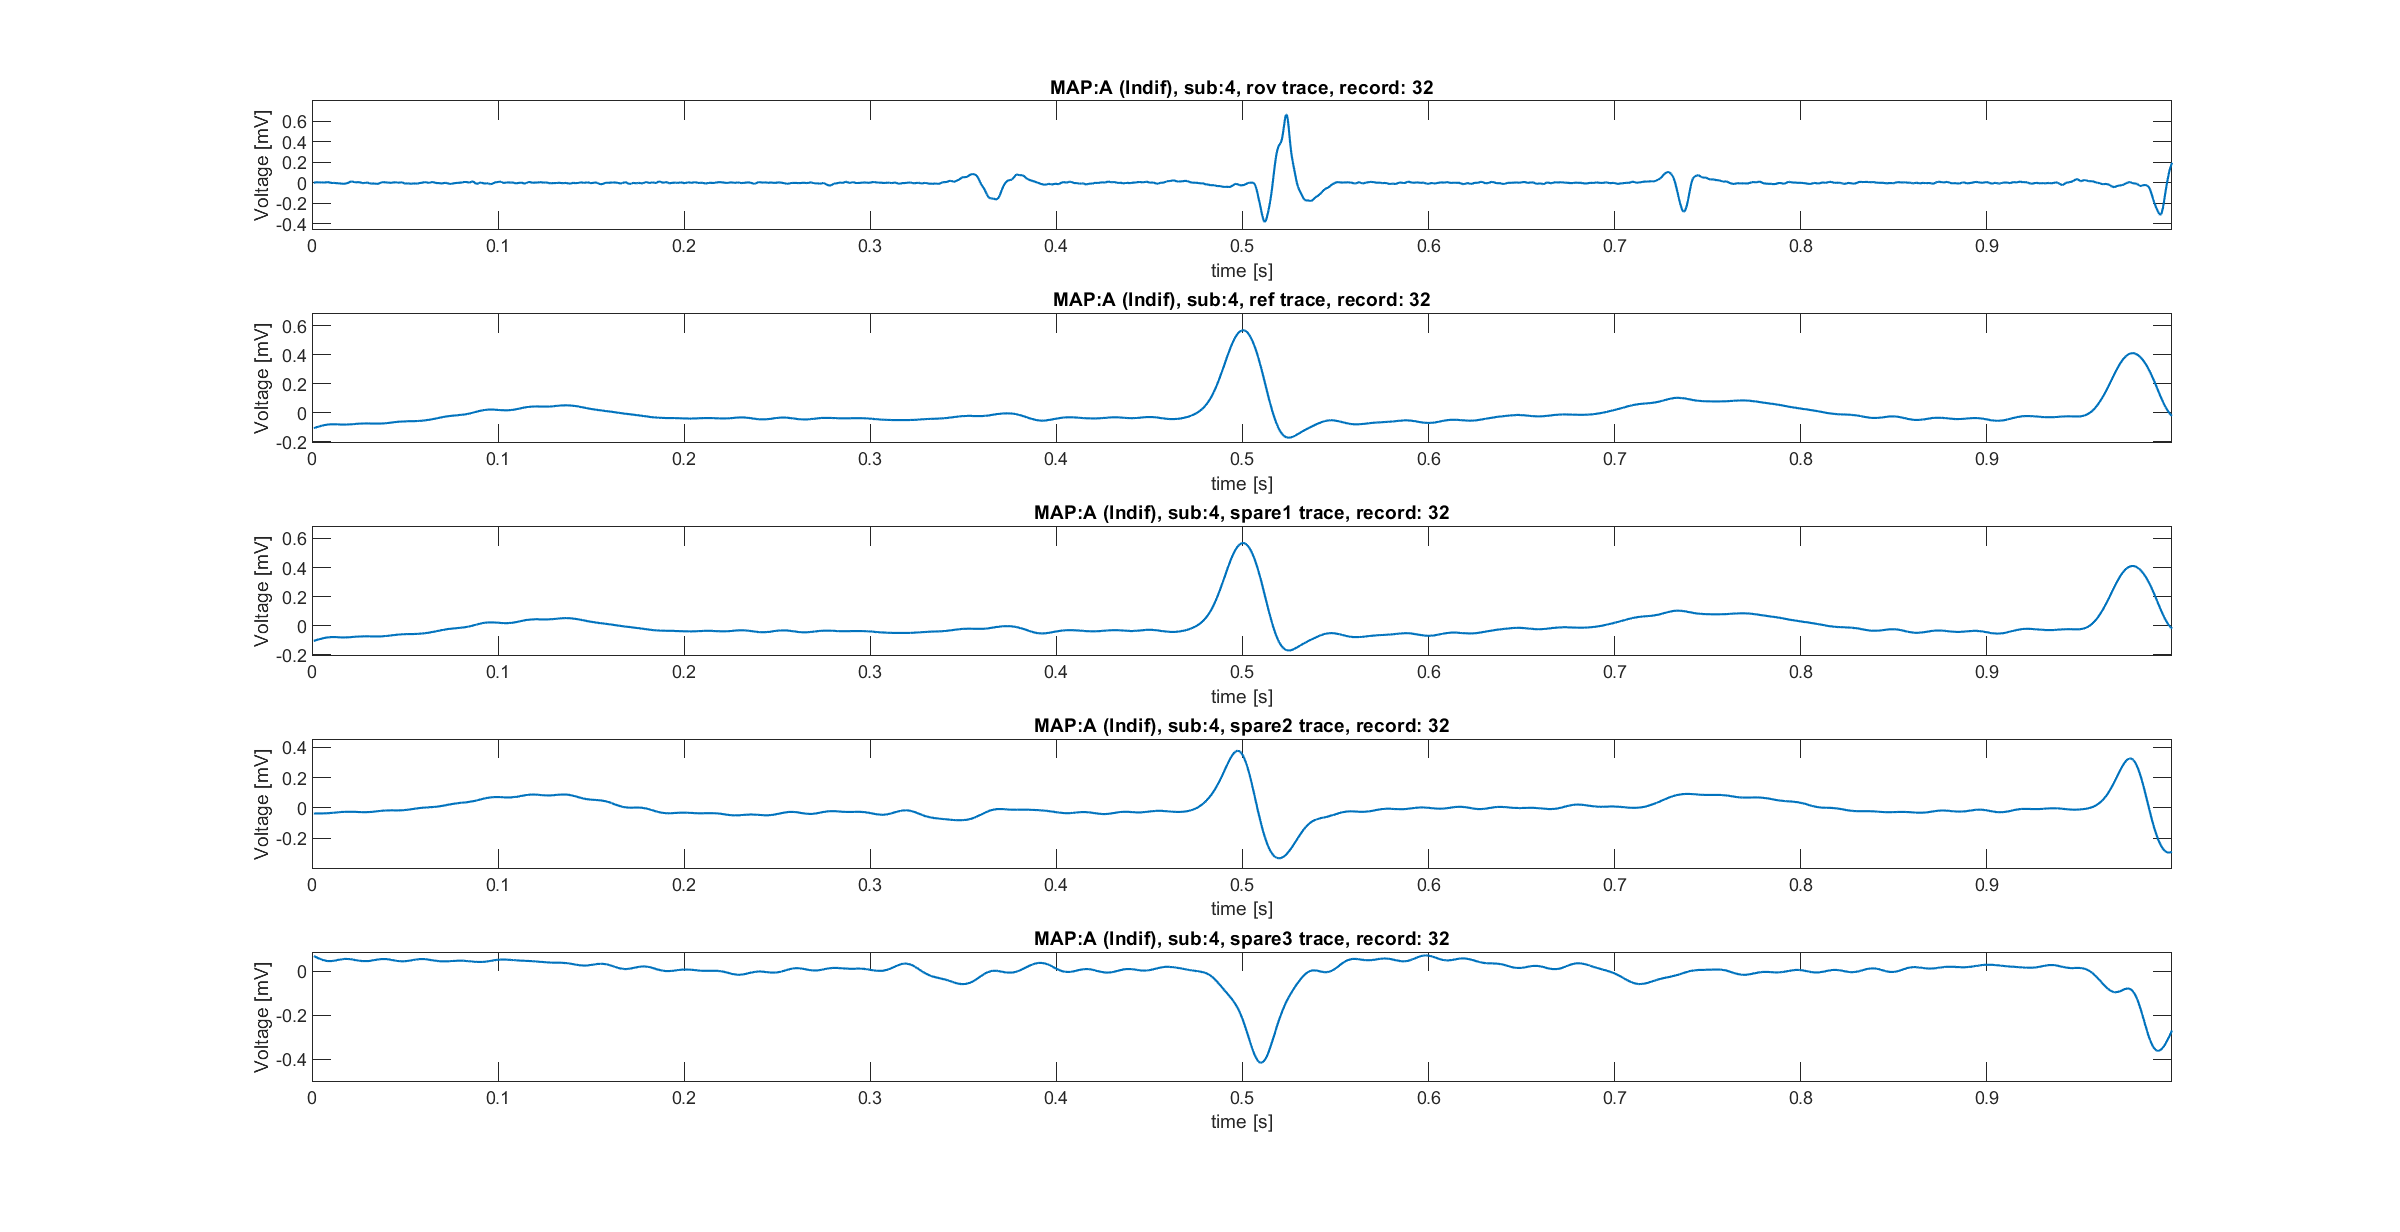 MAP:A (Indif), sub:4, rov trace, record: 32
Voltage [mV]
0.6
0.4
0.2
0
-0.2
-0.4
0 0.1 0.2 0.3 0.4 0.5 0.6 0.7 0.8 0.9
time [s]
MAP:A (Indif), sub:4, ref trace, record: 32
Voltage [mV]
0.6
0.4
0.2
0
-0.2
0 0.1 0.2 0.3 0.4 0.5 0.6 0.7 0.8 0.9
time [s]
MAP:A (Indif), sub:4, spare1 trace, record: 32
Voltage [mV]
0.6
0.4
0.2
0
-0.2
0 0.1 0.2 0.3 0.4 0.5 0.6 0.7 0.8 0.9
time [s]
MAP:A (Indif), sub:4, spare2 trace, record: 32
Voltage [mV]
0.4
0.2
0
-0.2
0 0.1 0.2 0.3 0.4 0.5 0.6 0.7 0.8 0.9
time [s]
MAP:A (Indif), sub:4, spare3 trace, record: 32
Voltage [mV]
0
-0.2
-0.4
0 0.1 0.2 0.3 0.4 0.5 0.6 0.7 0.8 0.9
time [s]